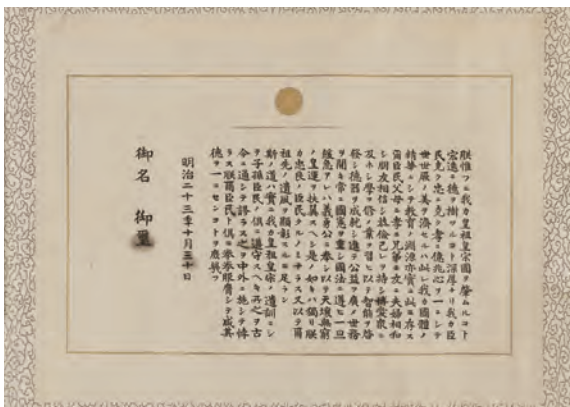 朕惟フニ我カ皇祖皇宗國ヲ肇ムルコト
宏遠ニ德ヲ樹ツルコト深厚ナリ我カ臣
民克ク忠ニ克ク孝ニ億兆心ヲ一ニシテ
世世厥ノ美ヲ濟セルハ此レ我カ國體ノ
精華ニシテ教育ノ淵源亦實ニ此ニ存ス
爾臣民父母ニ孝ニ兄弟ニ友ニ夫婦相和
シ朋友相信シ恭儉己レヲ持シ博愛衆ニ
及ホシ學ヲ修メ業ヲ習ヒ以テ智能ヲ啓
發シ德器ヲ成就シ進テ公益ヲ廣メ世務
ヲ開キ常ニ國憲ヲ重シ國法ニ遵ヒ一旦
緩急アレハ義勇公ニ奉シ以テ天壤無窮
ノ皇運ヲ扶翼スヘシ是ノ如キハ獨リ朕
カ忠良ノ臣民タルノミナラス又以テ爾
祖先ノ遺風ヲ顯彰スルニ足ラン
斯ノ道ハ實ニ我カ皇祖皇宗ノ遺訓ニシ
テ子孫臣民ノ俱ニ遵守スヘキ所之ヲ古
今ニ通シテ謬ラス之ヲ中外ニ施シテ悖
ラス朕爾臣民ト俱ニ拳拳服膺シテ咸其
德ヲ一ニセンコトヲ庶幾フ
明治二十三年十月三十日
御名 御璽